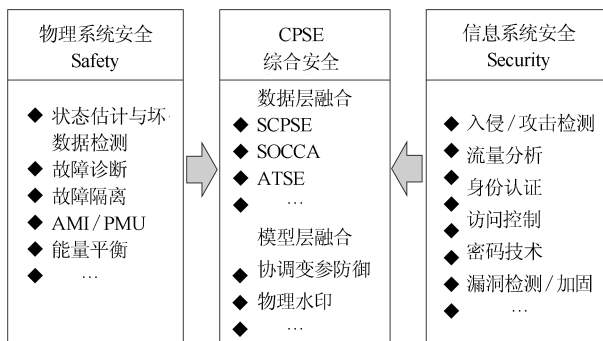 物理系统安全
Safety
◆ 状态估计与坏
数据检测
◆ 故障诊断
◆ 故障隔离
◆ AMI/PMU
◆ 能量平衡
◆ …
CPSE
综合安全
数据层融合
◆ SCPSE
◆ SOCCA
◆ ATSE
◆ …
模型层融合
◆ 协调变参防御
◆ 物理水印
◆ …
信息系统安全
Security
◆ 入侵/攻击检测
◆ 流量分析
◆ 身份认证
◆ 访问控制
◆ 密码技术
◆ 漏洞检测/加固
◆ …